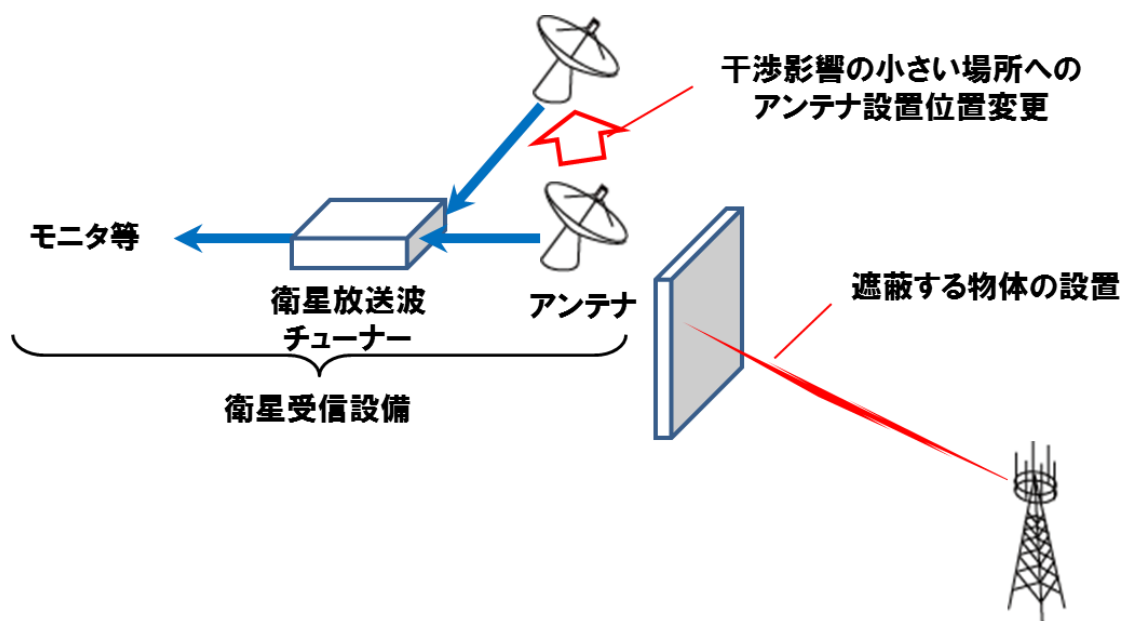 干渉影響の小さい場所への
アンテナ設置位置変更
モニタ等
衛星放送波
チューナー
アンテナ
遮蔽する物体の設置
衛星受信設備